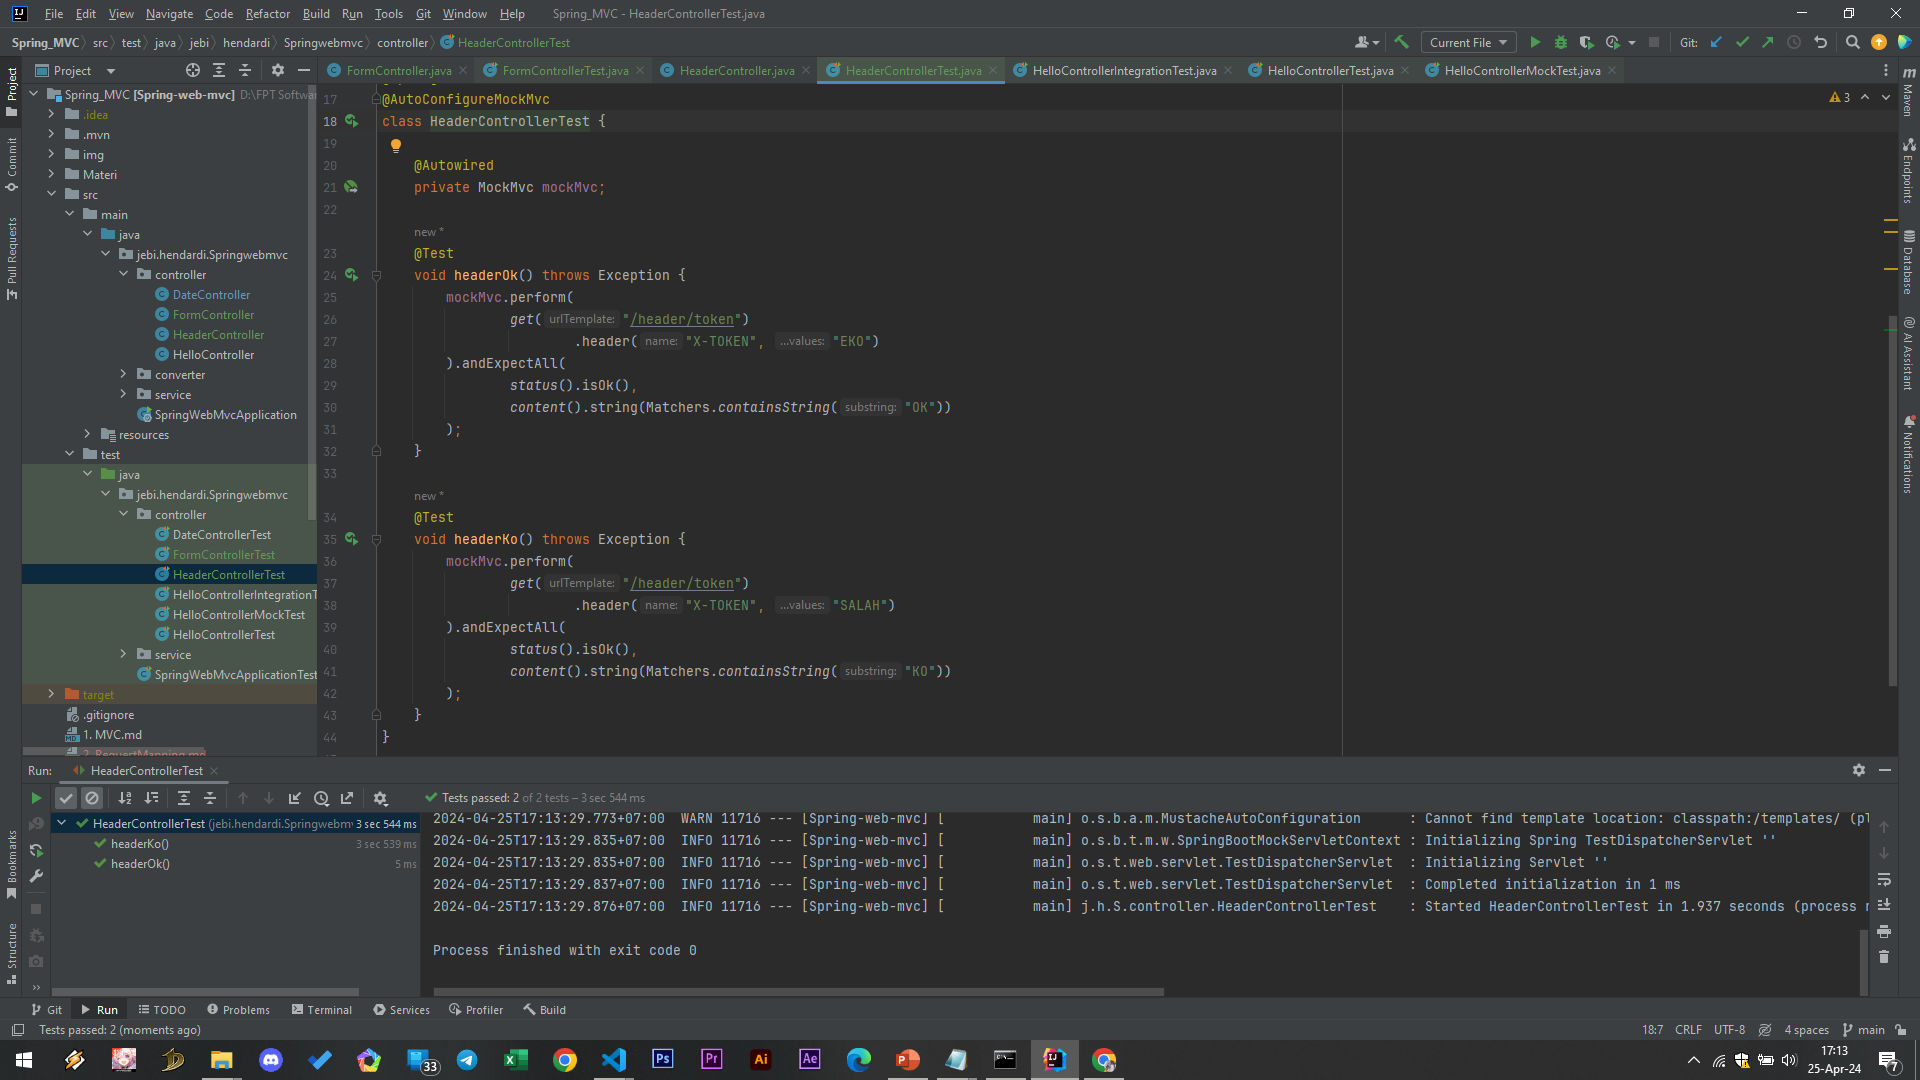 File Edit View Navigate Code Refactor Build Run Tools Git Window Help Spring_MVC - HeaderControllerTest.java
Spring_MVC src test java jebi hendardi Springwebmvc controller HeaderControllerTest Current File Git:
Project FormController.java FormControllerTest.java HeaderController.java HeaderControllerTest.java HelloControllerIntegrationTest.java HelloControllerTest.java HelloControllerMockTest.java
Project
Commit
Pull Requests
Bookmarks
Structure
Spring_MVC [Spring-web-mvc] D:\FPT Softwar
.idea
.mvn
img
Materi
src
main
java
jebi.hendardi.Springwebmvc
controller
DateController
FormController
HeaderController
HelloController
converter
service
SpringWebMvcApplication
resources
test
java
jebi.hendardi.Springwebmvc
controller
DateControllerTest
FormControllerTest
HeaderControllerTest
HelloControllerIntegrationT
HelloControllerMockTest
HelloControllerTest
service
SpringWebMvcApplicationTest
target
.gitignore
1. MVC.md
2. RequestMapping.md
3
17 @AutoConfigureMockMvc
18 class HeaderControllerTest {
19
20 @Autowired
21 private MockMvc mockMvc;
22
new *
23 @Test
24 void headerOk() throws Exception {
25 mockMvc.perform(
26 get( urlTemplate: "/header/token")
27 .header( name: "X-TOKEN", ...values: "EKO")
28 ).andExpectAll(
29 status().isOk(),
30 content().string(Matchers.containsString( substring: "OK"))
31 );
32 }
33
new *
34 @Test
35 void headerKo() throws Exception {
36 mockMvc.perform(
37 get( urlTemplate: "/header/token")
38 .header( name: "X-TOKEN", ...values: "SALAH")
39 ).andExpectAll(
40 status().isOk(),
41 content().string(Matchers.containsString( substring: "KO"))
42 );
43 }
44 }
Maven
Endpoints
Database
AI Assistant
Notifications
Run: HeaderControllerTest
Tests passed: 2 of 2 tests – 3 sec 544 ms
HeaderControllerTest (jebi.hendardi.Springwebmv 3 sec 544 ms
headerKo() 3 sec 539 ms
headerOk() 5 ms
2024-04-25T17:13:29.773+07:00 WARN 11716 --- [Spring-web-mvc] [ main] o.s.b.a.m.MustacheAutoConfiguration : Cannot find template location: classpath:/templates/ (pl
2024-04-25T17:13:29.835+07:00 INFO 11716 --- [Spring-web-mvc] [ main] o.s.b.t.m.w.SpringBootMockServletContext : Initializing Spring TestDispatcherServlet ''
2024-04-25T17:13:29.835+07:00 INFO 11716 --- [Spring-web-mvc] [ main] o.s.t.web.servlet.TestDispatcherServlet : Initializing Servlet ''
2024-04-25T17:13:29.837+07:00 INFO 11716 --- [Spring-web-mvc] [ main] o.s.t.web.servlet.TestDispatcherServlet : Completed initialization in 1 ms
2024-04-25T17:13:29.876+07:00 INFO 11716 --- [Spring-web-mvc] [ main] j.h.S.controller.HeaderControllerTest : Started HeaderControllerTest in 1.937 seconds (process r
Process finished with exit code 0
Git Run TODO Problems Terminal Services Profiler Build
Tests passed: 2 (moments ago) 18:7 CRLF UTF-8 4 spaces main
33 Ps Pr Ai Ae
17:13
25-Apr-24
7